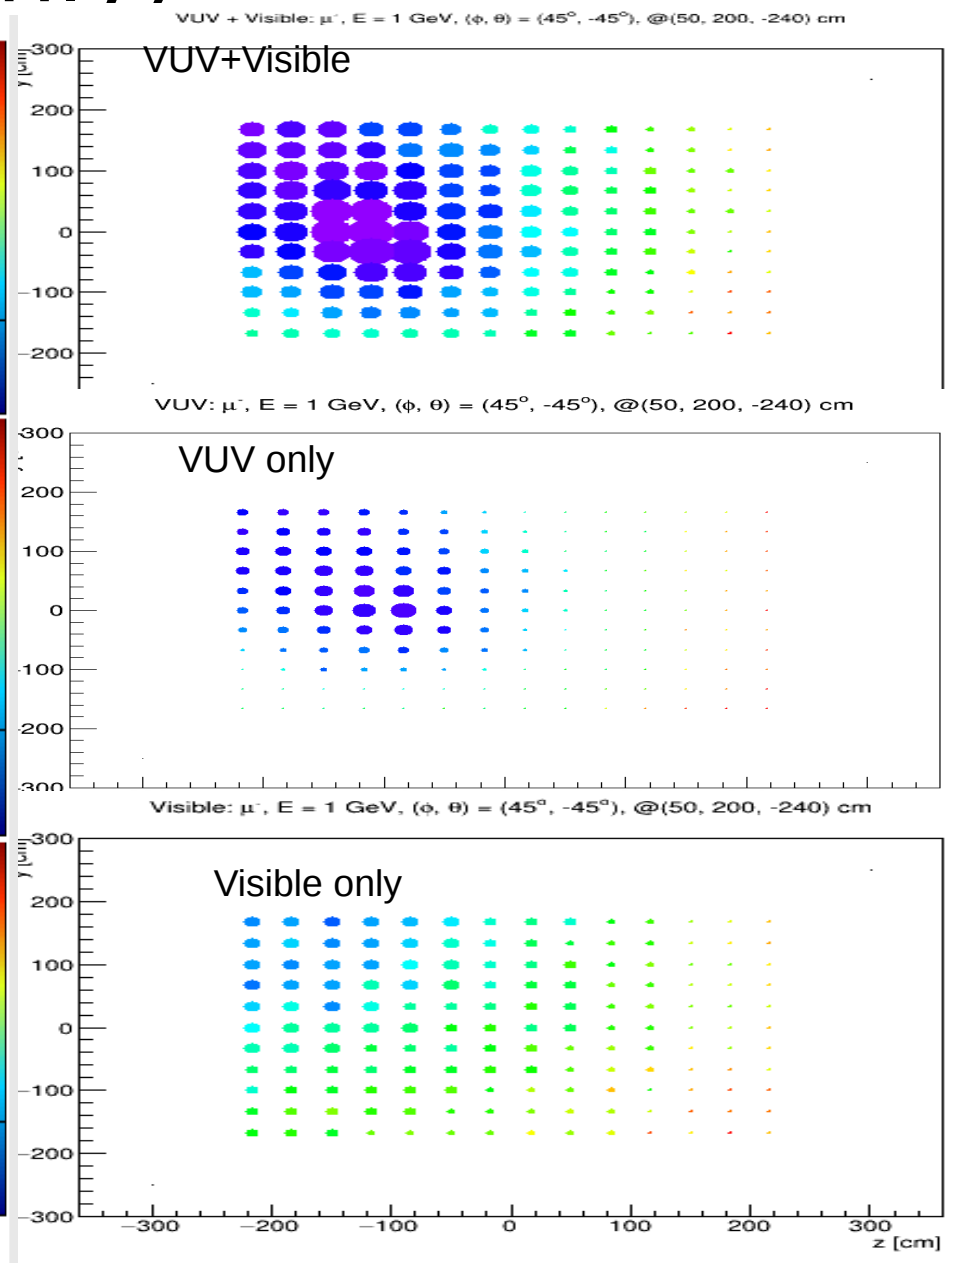 VUV + Visible: μ⁻, E = 1 GeV, (ϕ, θ) = (45°, -45°), @(50, 200, -240) cm
VUV+Visible
300
200
100
0
−100
−200
VUV: μ⁻, E = 1 GeV, (ϕ, θ) = (45°, -45°), @(50, 200, -240) cm
VUV only
300
200
100
0
-100
-200
-300
Visible: μ⁻, E = 1 GeV, (ϕ, θ) = (45°, -45°), @(50, 200, -240) cm
Visible only
300
200
100
0
−100
−200
−300
−300 −200 −100 0 100 200 300
z [cm]